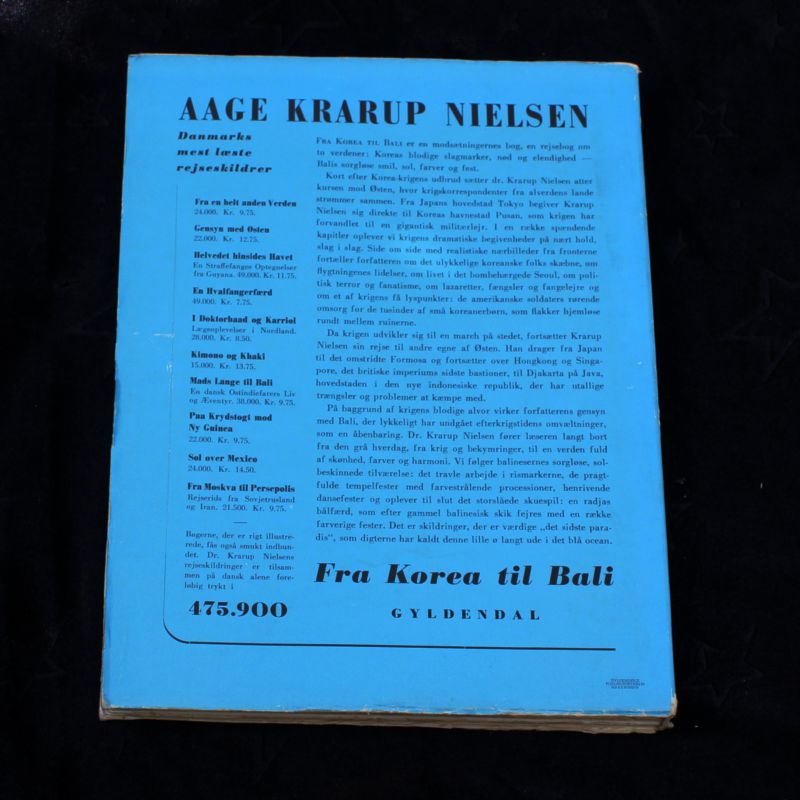 AAGE KRARUP NIELSEN
Danmarks
mest læste
rejseskildrer
Fra en helt anden Verden
24.000. Kr. 9.75.
Gensyn med Østen
22.000. Kr. 12.75.
Helvedet hinsides Havet
En Straffefanges Optegnelser
fra Guyana. 49.000. Kr. 11.75.
En Hvalfangerfærd
49.000. Kr. 7.75.
I Doktorbaad og Karriol
Lægeoplevelser i Nordland.
28.000. Kr. 8.50.
Kimono og Khaki
15.000. Kr. 13.75.
Mads Lange til Bali
En dansk Ostindiefarers Liv
og Æventyr. 38.000. Kr. 9.75.
Paa Krydstogt mod
Ny Guinea
22.000. Kr. 9.75.
Sol over Mexico
24.000. Kr. 14.50.
Fra Moskva til Persepolis
Rejserids fra Sovjetrusland
og Iran. 21.500. Kr. 9.75.
Bøgerne, der er rigt illustre-
rede, fås også smukt indbun-
det. Dr. Krarup Nielsens
rejseskildringer er tilsam-
men på dansk alene fore-
løbig trykt i
475.900
FRA KOREA TIL BALI er en modsætningernes bog, en rejsebog om
to verdener: Koreas blodige slagmarker, nød og elendighed —
Balis sorgløse smil, sol, farver og fest.
Kort efter Korea-krigens udbrud sætter dr. Krarup Nielsen atter
kursen mod Østen, hvor krigskorrespondenter fra alverdens lande
strømmer sammen. Fra Japans hovedstad Tokyo begiver Krarup
Nielsen sig direkte til Koreas havnestad Pusan, som krigen har
forvandlet til en gigantisk militærlejr. I en række spændende
kapitler oplever vi krigens dramatiske begivenheder på nært hold,
slag i slag. Side om side med realistiske nærbilleder fra fronterne
fortæller forfatteren om det ulykkelige koreanske folks skæbne, om
flygtningenes lidelser, om livet i det bombehærgede Seoul, om poli-
tisk terror og fanatisme, om lazaretter, fængsler og fangelejre og
om et af krigens få lyspunkter: de amerikanske soldaters rørende
omsorg for de tusinder af små koreanerbørn, som flakker hjemløse
rundt mellem ruinerne.
Da krigen udvikler sig til en march på stedet, fortsætter Krarup
Nielsen sin rejse til andre egne af Østen. Han drager fra Japan
til det omstridte Formosa og fortsætter over Hongkong og Singa-
pore, det britiske imperiums sidste bastioner, til Djakarta på Java,
hovedstaden i den nye indonesiske republik, der har utallige
trængsler og problemer at kæmpe med.
På baggrund af krigens blodige alvor virker forfatterens gensyn
med Bali, der lykkeligt har undgået efterkrigstidens omvæltninger,
som en åbenbaring. Dr. Krarup Nielsen fører læseren langt bort
fra den grå hverdag, fra krig og bekymringer, til en verden fuld
af skønhed, farver og harmoni. Vi følger balinesernes sorgløse, sol-
beskinnede tilværelse: det travle arbejde i rismarkerne, de pragt-
fulde tempelfester med farvestrålende processioner, henrivende
dansefester og oplever til slut det storslåede skuespil: en radjas
bålfærd, som efter gammel balinesisk skik fejres med en række
farverige fester. Det er skildringer, der er værdige „det sidste para-
dis“, som digterne har kaldt denne lille ø langt ude i det blå ocean.
Fra Korea til Bali
GYLDENDAL